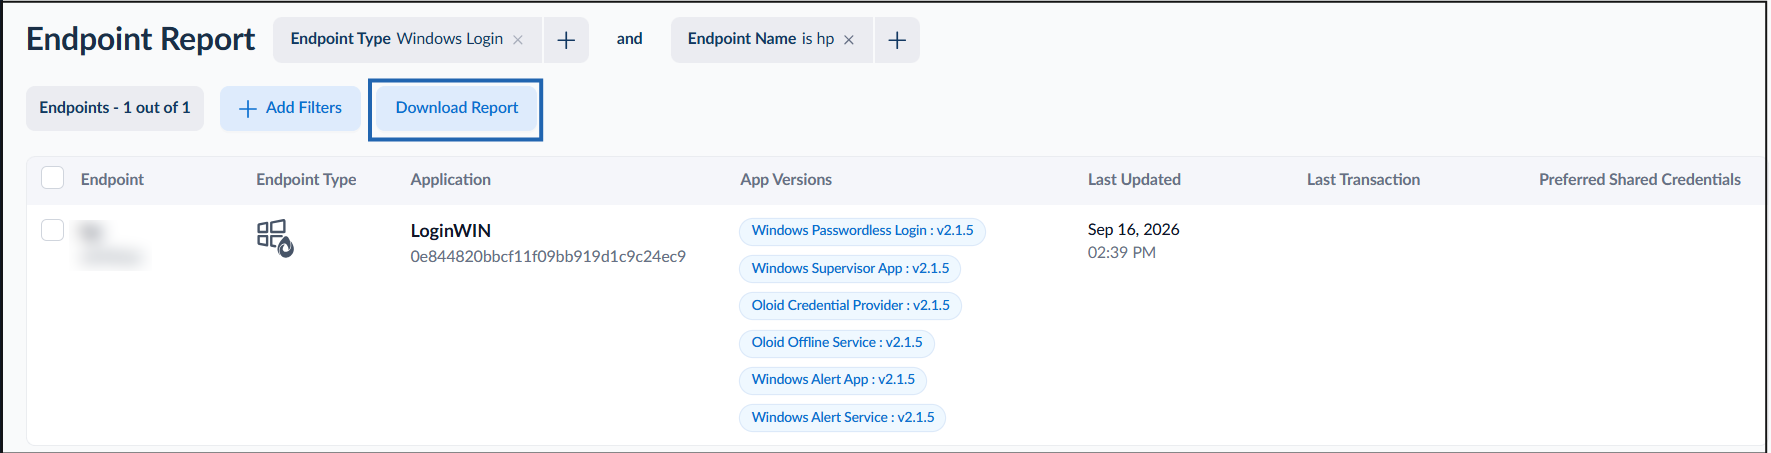 Endpoint Report Endpoint Type Windows Login × + and Endpoint Name is hp × +
Endpoints - 1 out of 1 + Add Filters Download Report
Endpoint Endpoint Type Application App Versions Last Updated Last Transaction Preferred Shared Credentials
LoginWIN Windows Passwordless Login : v2.1.5 Sep 16, 2026
0e844820bbcf11f09bb919d1c9c24ec9 02:39 PM
Windows Supervisor App : v2.1.5
Oloid Credential Provider : v2.1.5
Oloid Offline Service : v2.1.5
Windows Alert App : v2.1.5
Windows Alert Service : v2.1.5